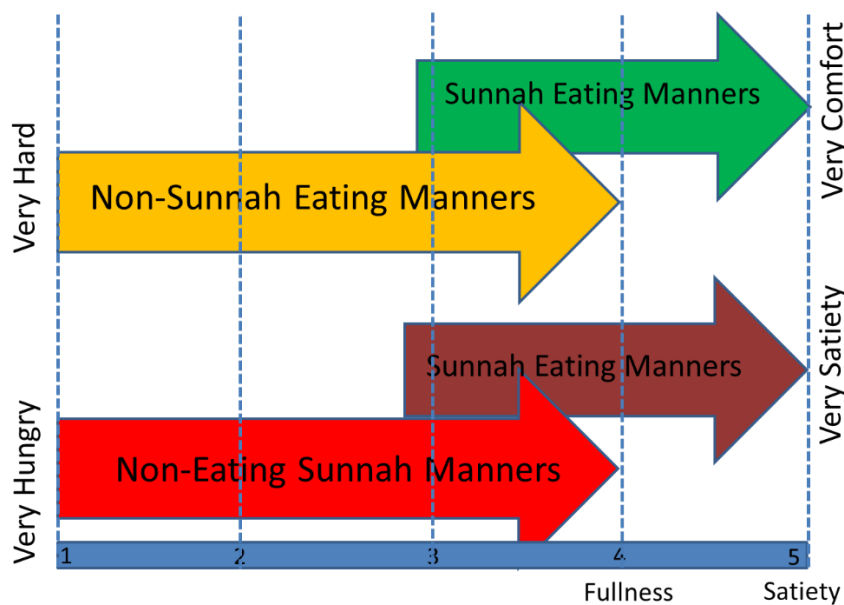 Sunnah Eating Manners
Very Comfort
Very Hard
Non-Sunnah Eating Manners
Sunnah Eating Manners
Very Satiety
Very Hungry
Non-Eating Sunnah Manners
1 2 3 4 5
Fullness Satiety